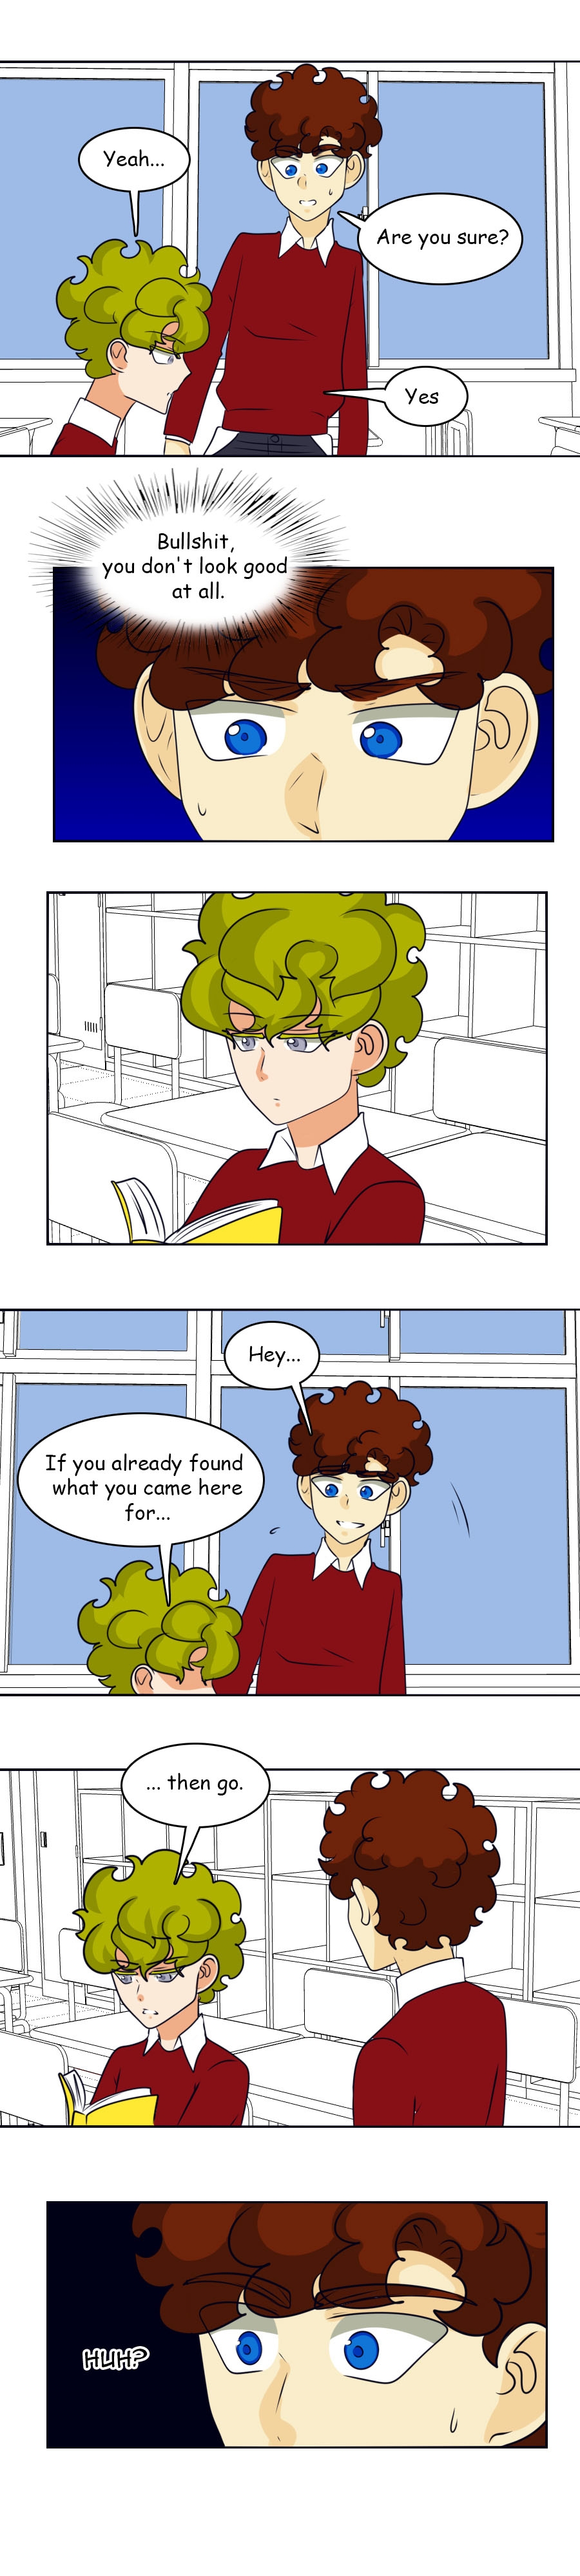 Yeah...
Are you sure?
Yes
Bullshit,
you don't look good
at all.
Hey...
If you already found
what you came here
for...
... then go.
HUH?